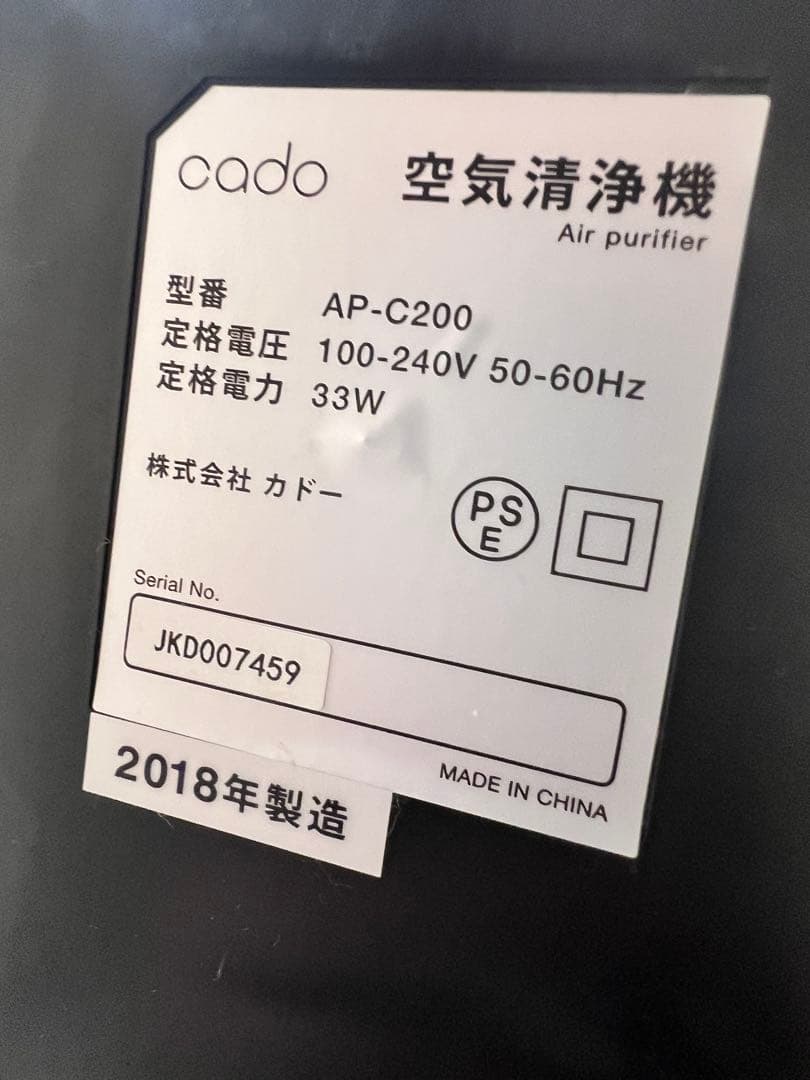 cado 空気清浄機
Air purifier
型番 AP-C200
定格電圧 100-240V 50-60Hz
定格電力 33W
株式会社 カドー
PS
E
Serial No.
JKD007459
MADE IN CHINA
2018年製造